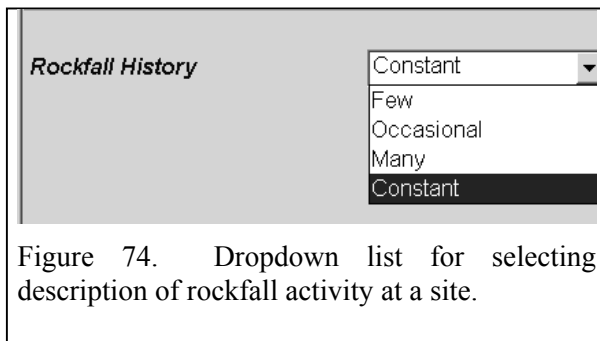 Rockfall History Constant
Few
Occasional
Many
Constant
Figure 74. Dropdown list for selecting
description of rockfall activity at a site.